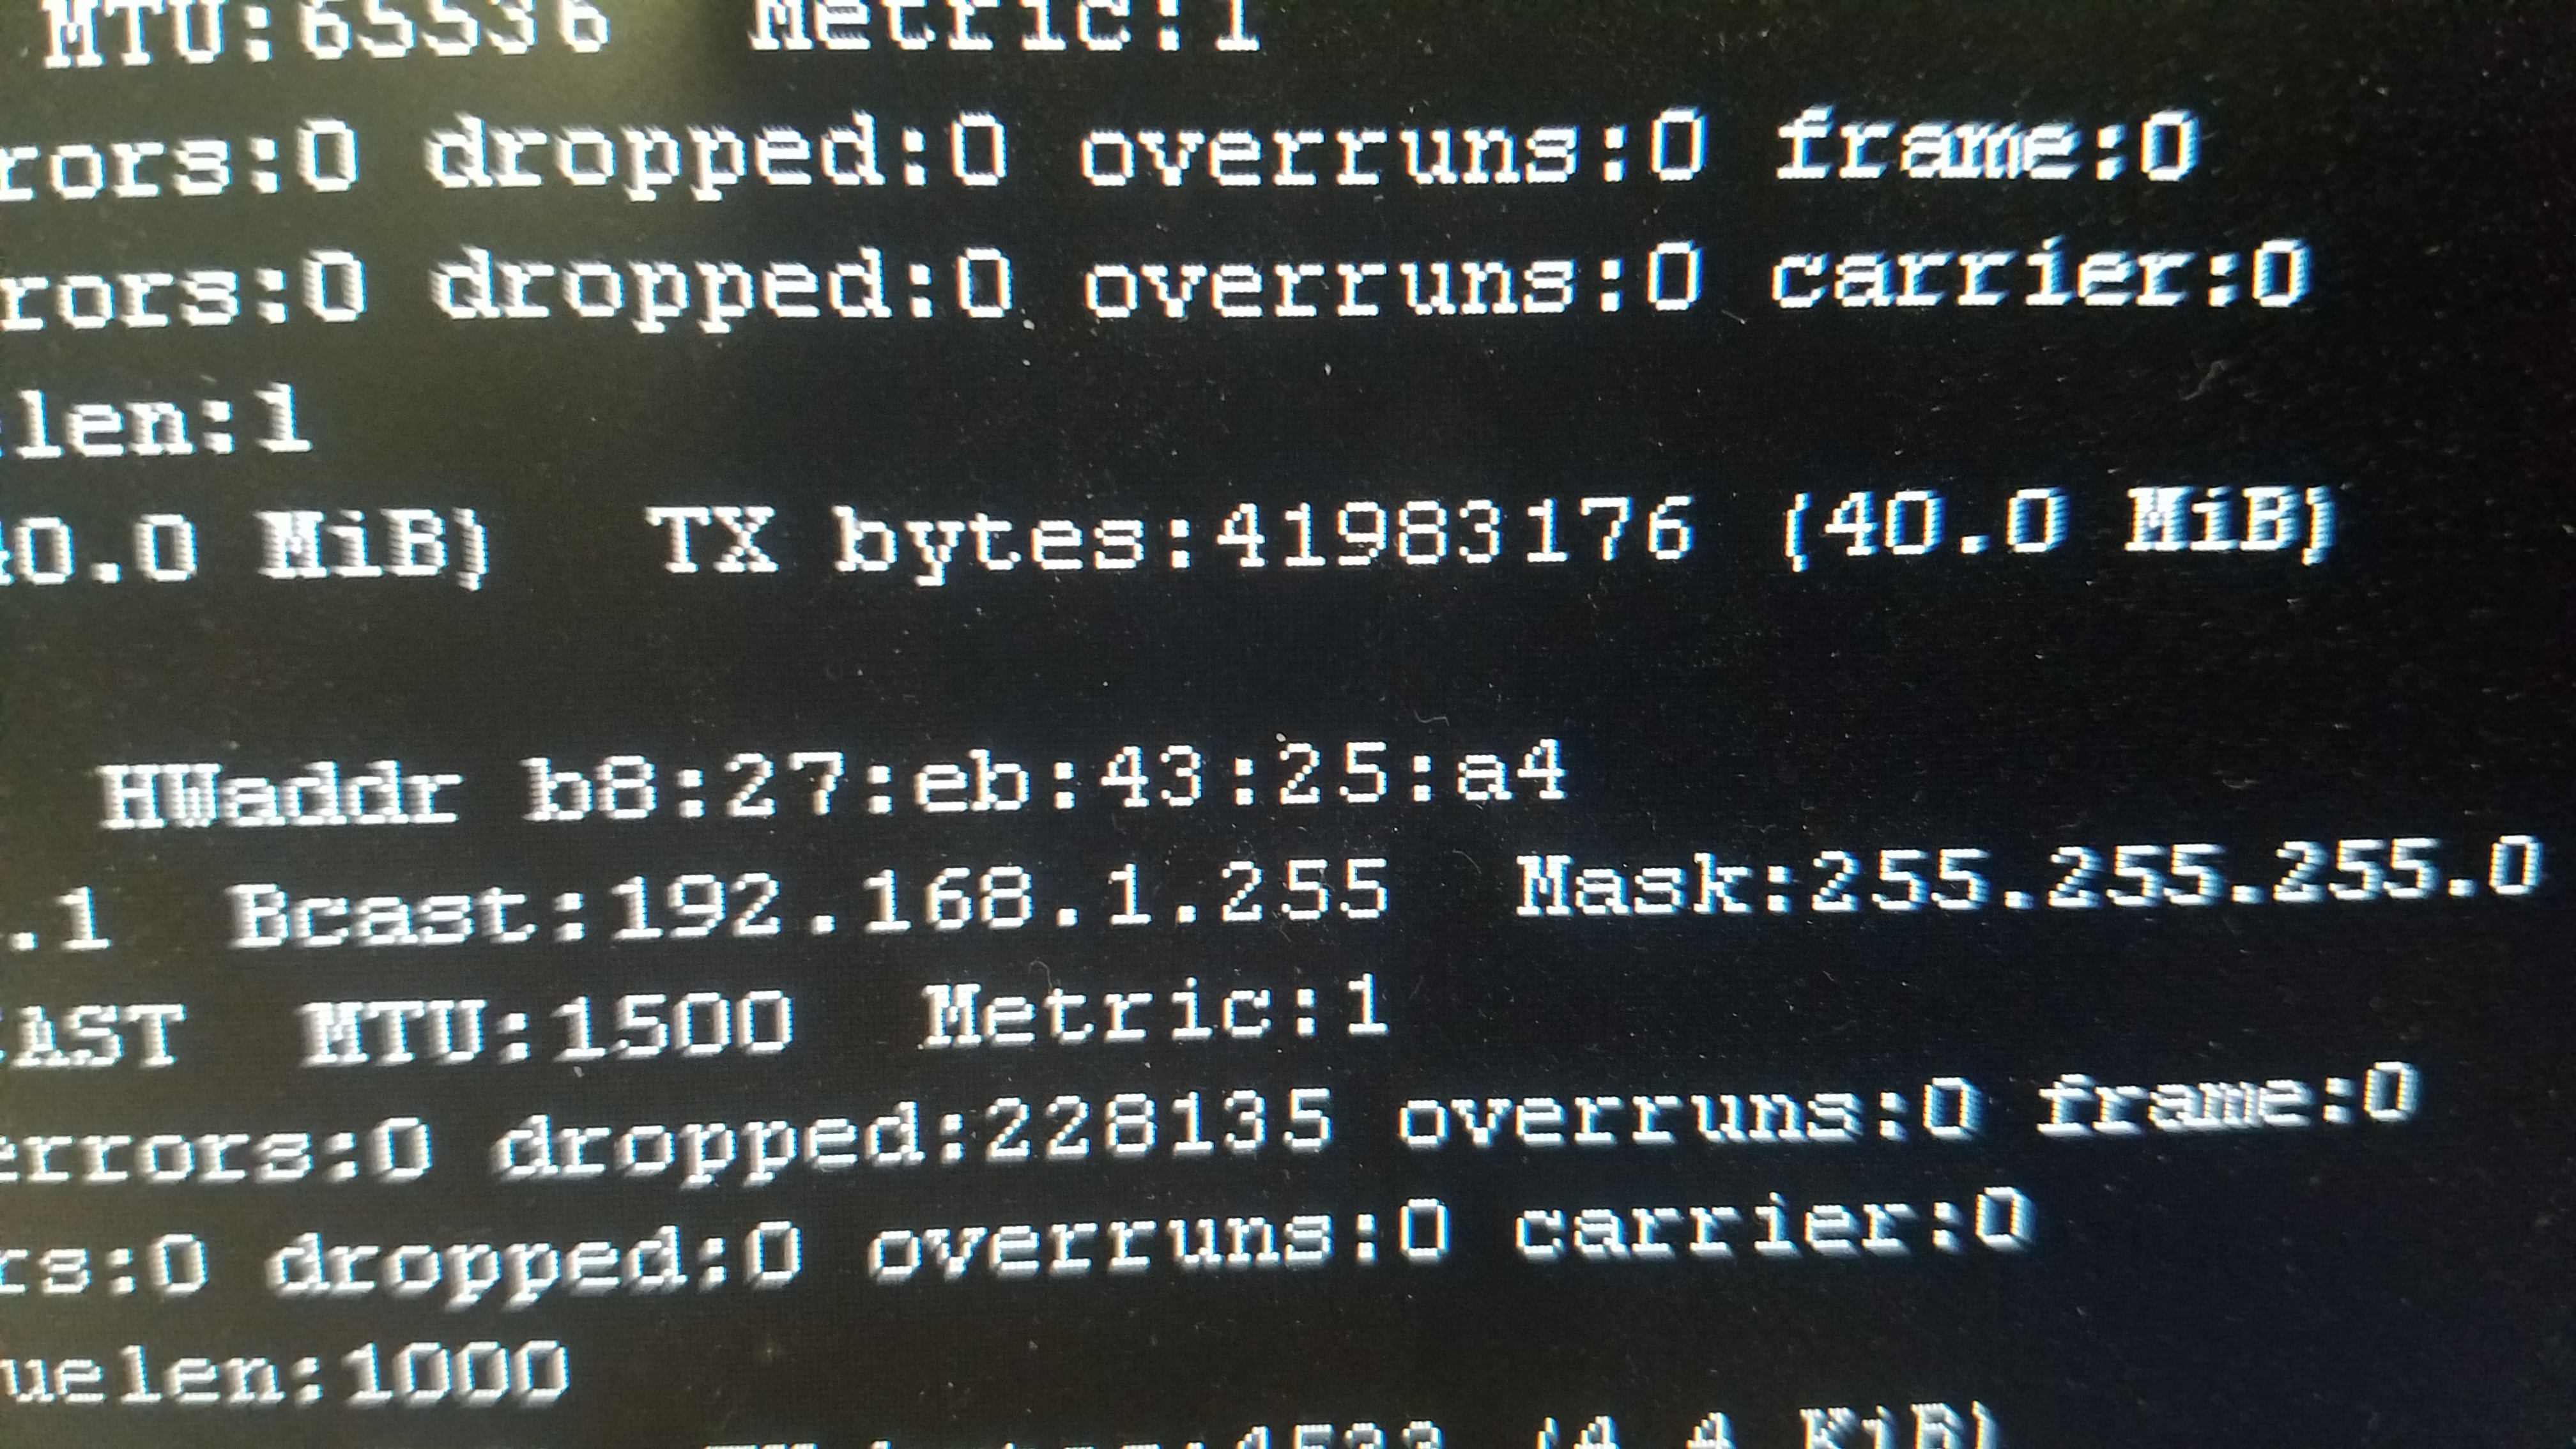 MTU:65536 Metric:1
rors:0 dropped:0 overruns:0 frame:0
rors:0 dropped:0 overruns:0 carrier:0
len:1
40.0 MiB) TX bytes:41983176 (40.0 MiB)
HWaddr b8:27:eb:43:25:a4
.1 Bcast:192.168.1.255 Mask:255.255.255.0
AST MTU:1500 Metric:1
errors:0 dropped:228135 overruns:0 frame:0
rs:0 dropped:0 overruns:0 carrier:0
uelen:1000
(4.4 KiB)